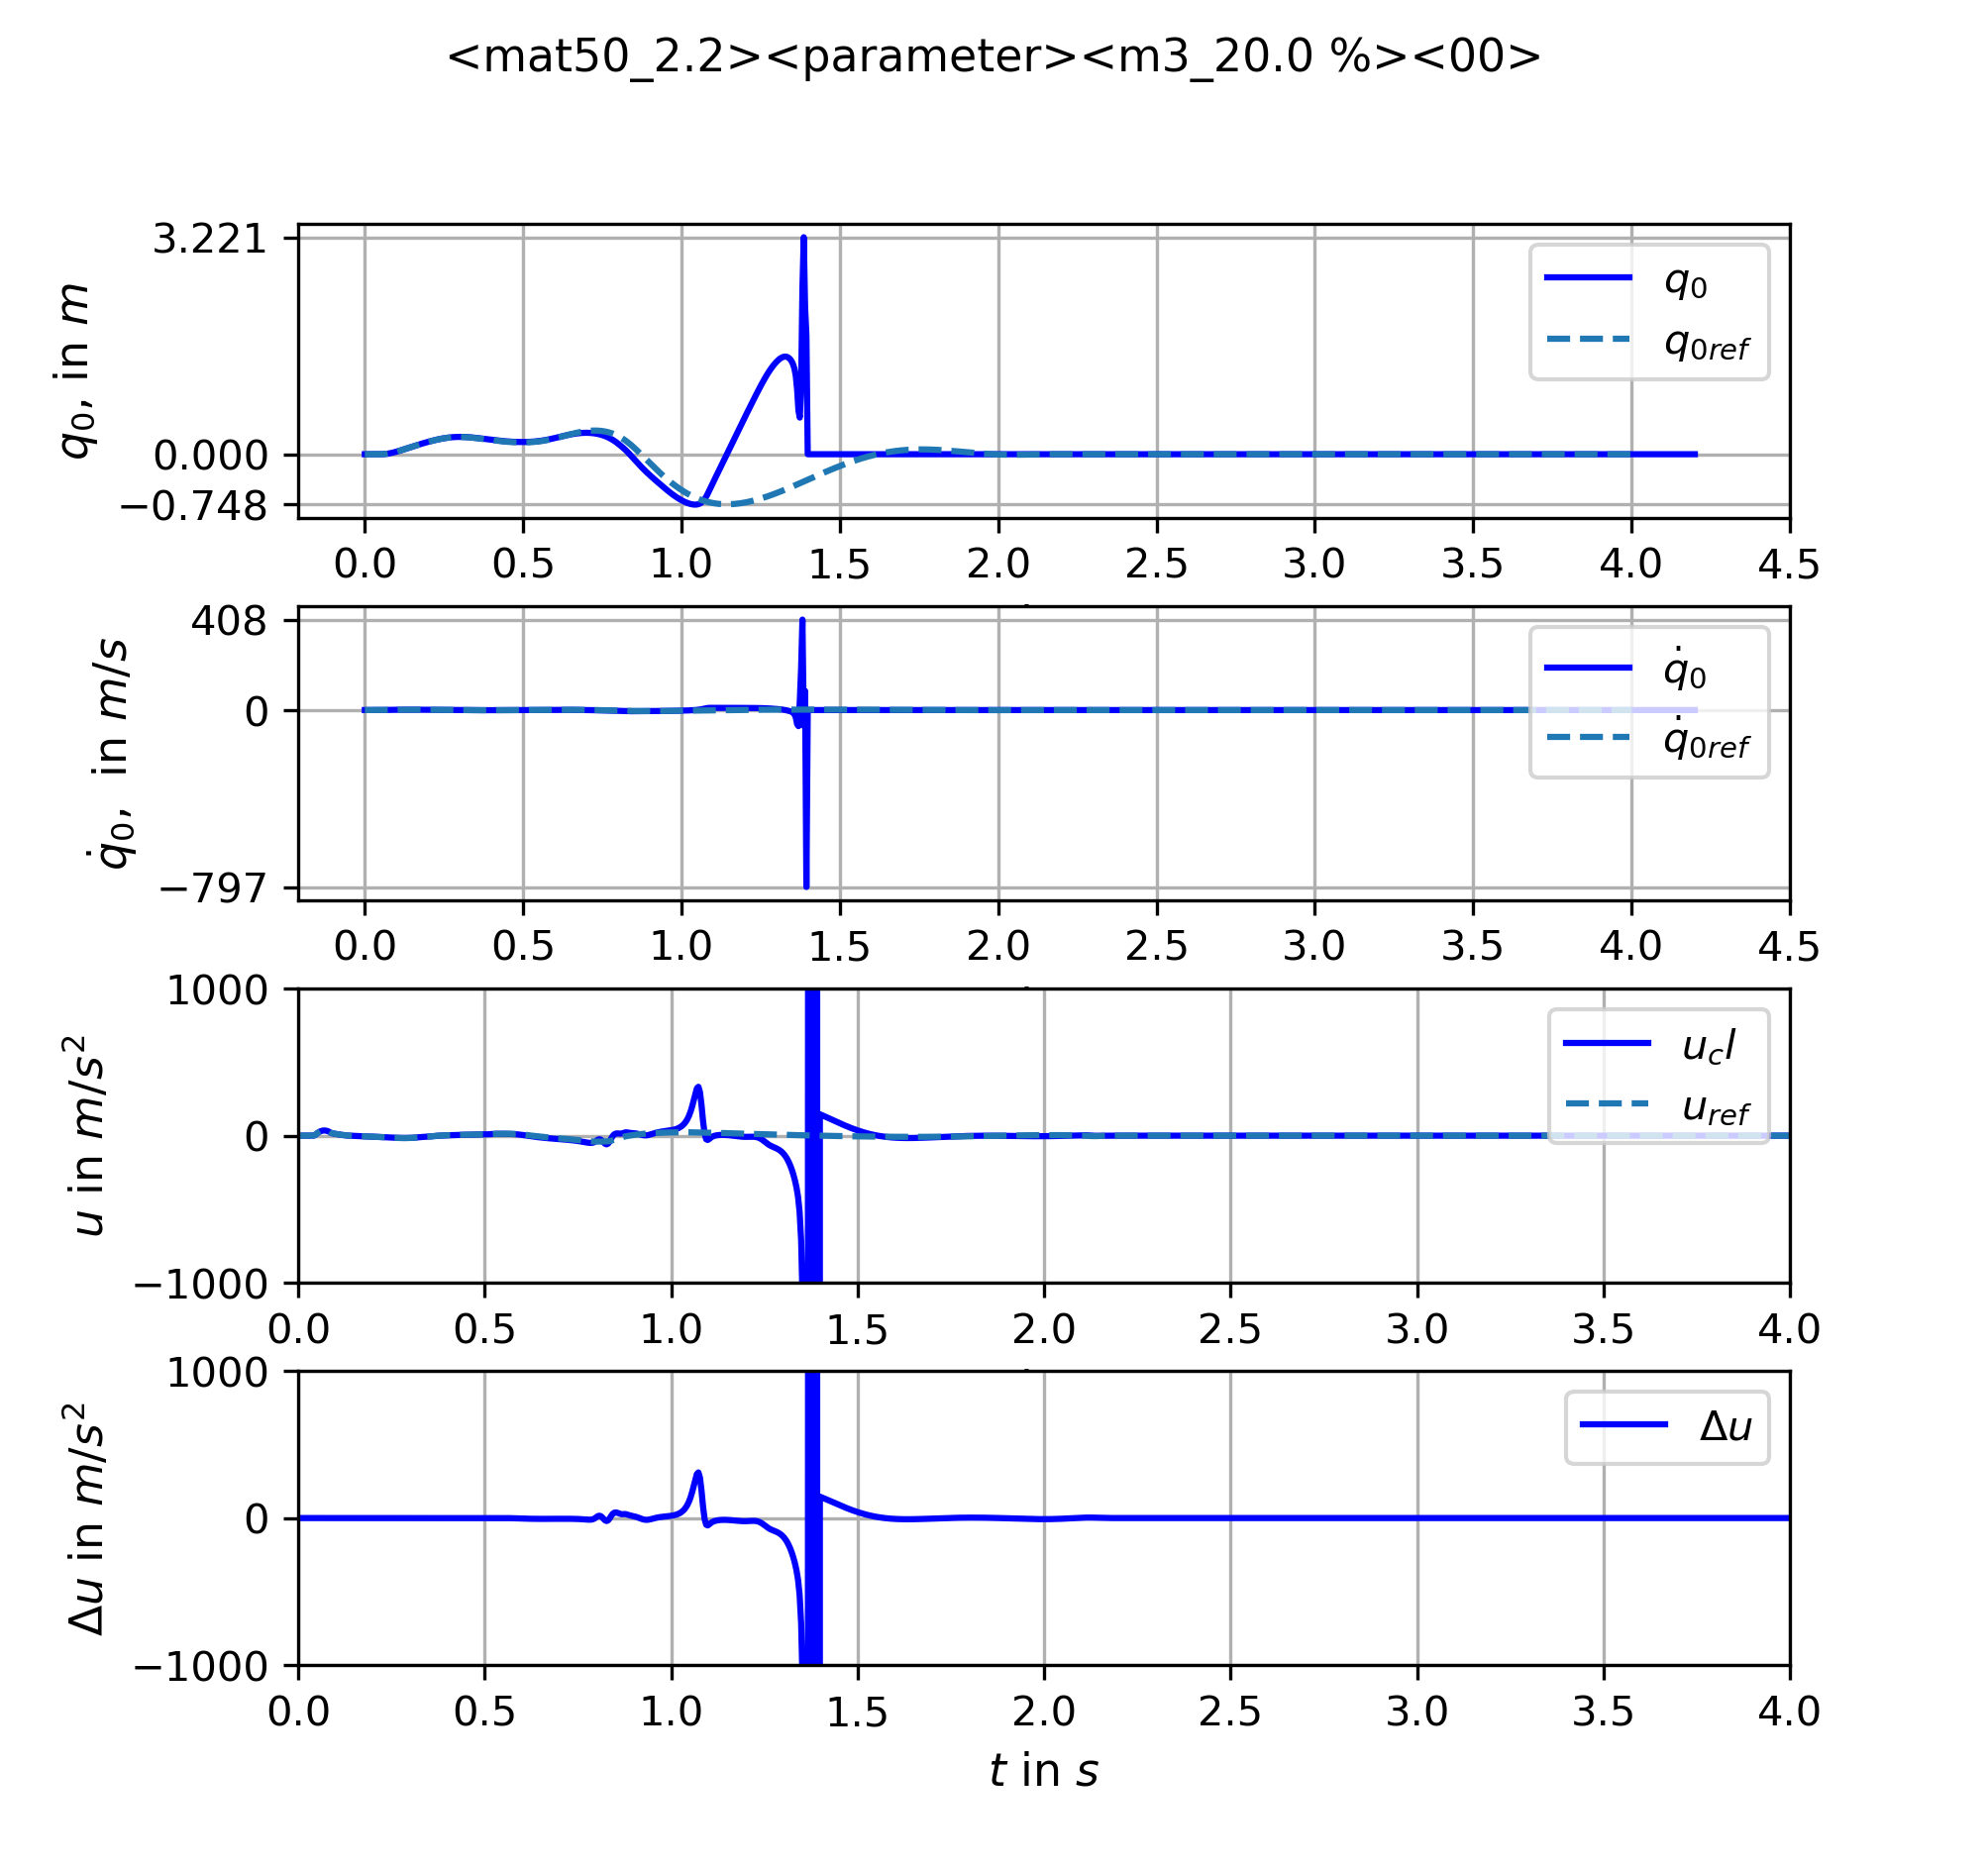 <mat50_2.2><parameter><m3_20.0 %><00>
q₀, in m
3.221
0.000
−0.748
q₀
q₀ref
0.0 0.5 1.0 1.5 2.0 2.5 3.0 3.5 4.0 4.5
q̇₀, in m/s
408
0
−797
q̇₀
q̇₀ref
0.0 0.5 1.0 1.5 2.0 2.5 3.0 3.5 4.0 4.5
u in m/s²
1000
0
−1000
u_cl
u_ref
0.0 0.5 1.0 1.5 2.0 2.5 3.0 3.5 4.0
Δu in m/s²
1000
0
−1000
Δu
0.0 0.5 1.0 1.5 2.0 2.5 3.0 3.5 4.0
t in s